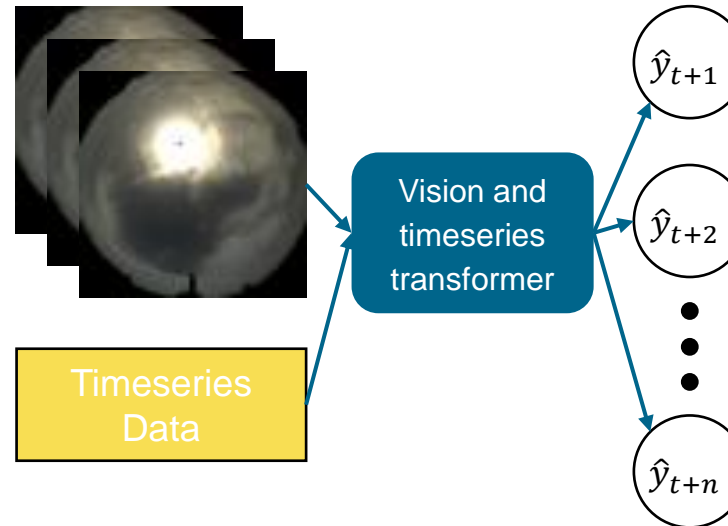 ŷ_{t+1}
Vision and
timeseries
transformer
ŷ_{t+2}
Timeseries
Data
ŷ_{t+n}